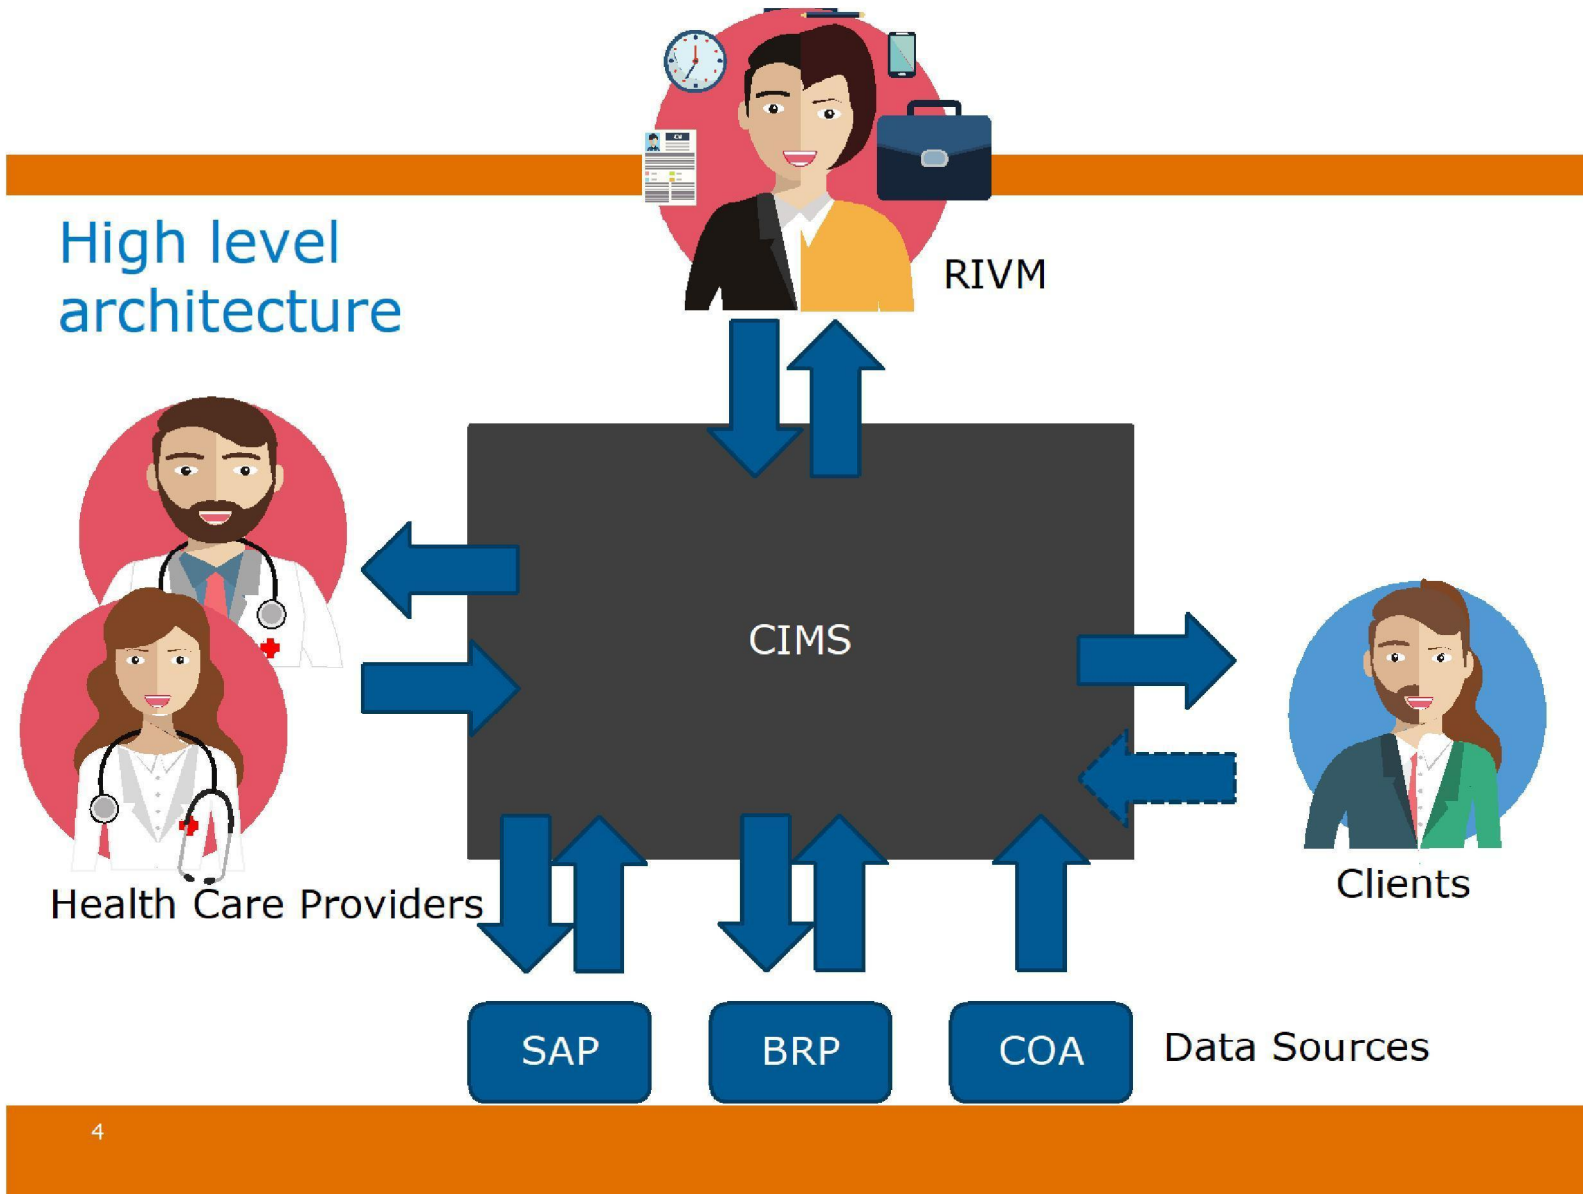 RIVM
High level
architecture
CIMS
Health Care Providers
Clients
SAP
BRP
COA
Data Sources
4